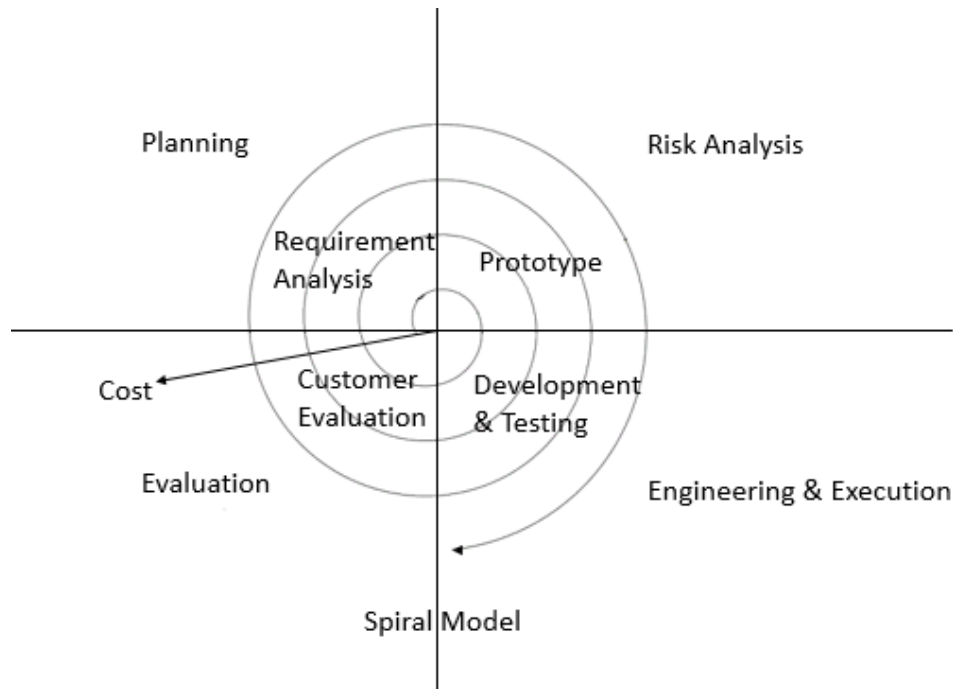 Planning
Risk Analysis
Requirement
Analysis
Prototype
Cost
Customer
Evaluation
Development
& Testing
Evaluation
Engineering & Execution
Spiral Model